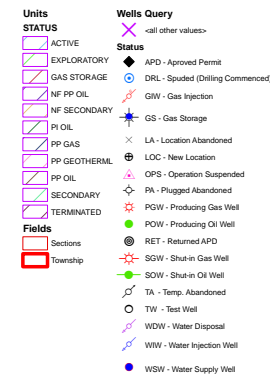 Units
STATUS
ACTIVE
EXPLORATORY
GAS STORAGE
NF PP OIL
NF SECONDARY
PI OIL
PP GAS
PP GEOTHERML
PP OIL
SECONDARY
TERMINATED
Fields
Sections
Township
Wells Query
<all other values>
Status
APD - Aproved Permit
DRL - Spuded (Drilling Commenced)
GIW - Gas Injection
GS - Gas Storage
LA - Location Abandoned
LOC - New Location
OPS - Operation Suspended
PA - Plugged Abandoned
PGW - Producing Gas Well
POW - Producing Oil Well
RET - Returned APD
SGW - Shut-in Gas Well
SOW - Shut-in Oil Well
TA - Temp. Abandoned
TW - Test Well
WDW - Water Disposal
WIW - Water Injection Well
WSW - Water Supply Well